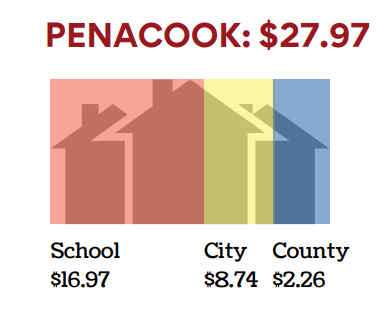 PENACOOK: $27.97
School City County
$16.97 $8.74 $2.26